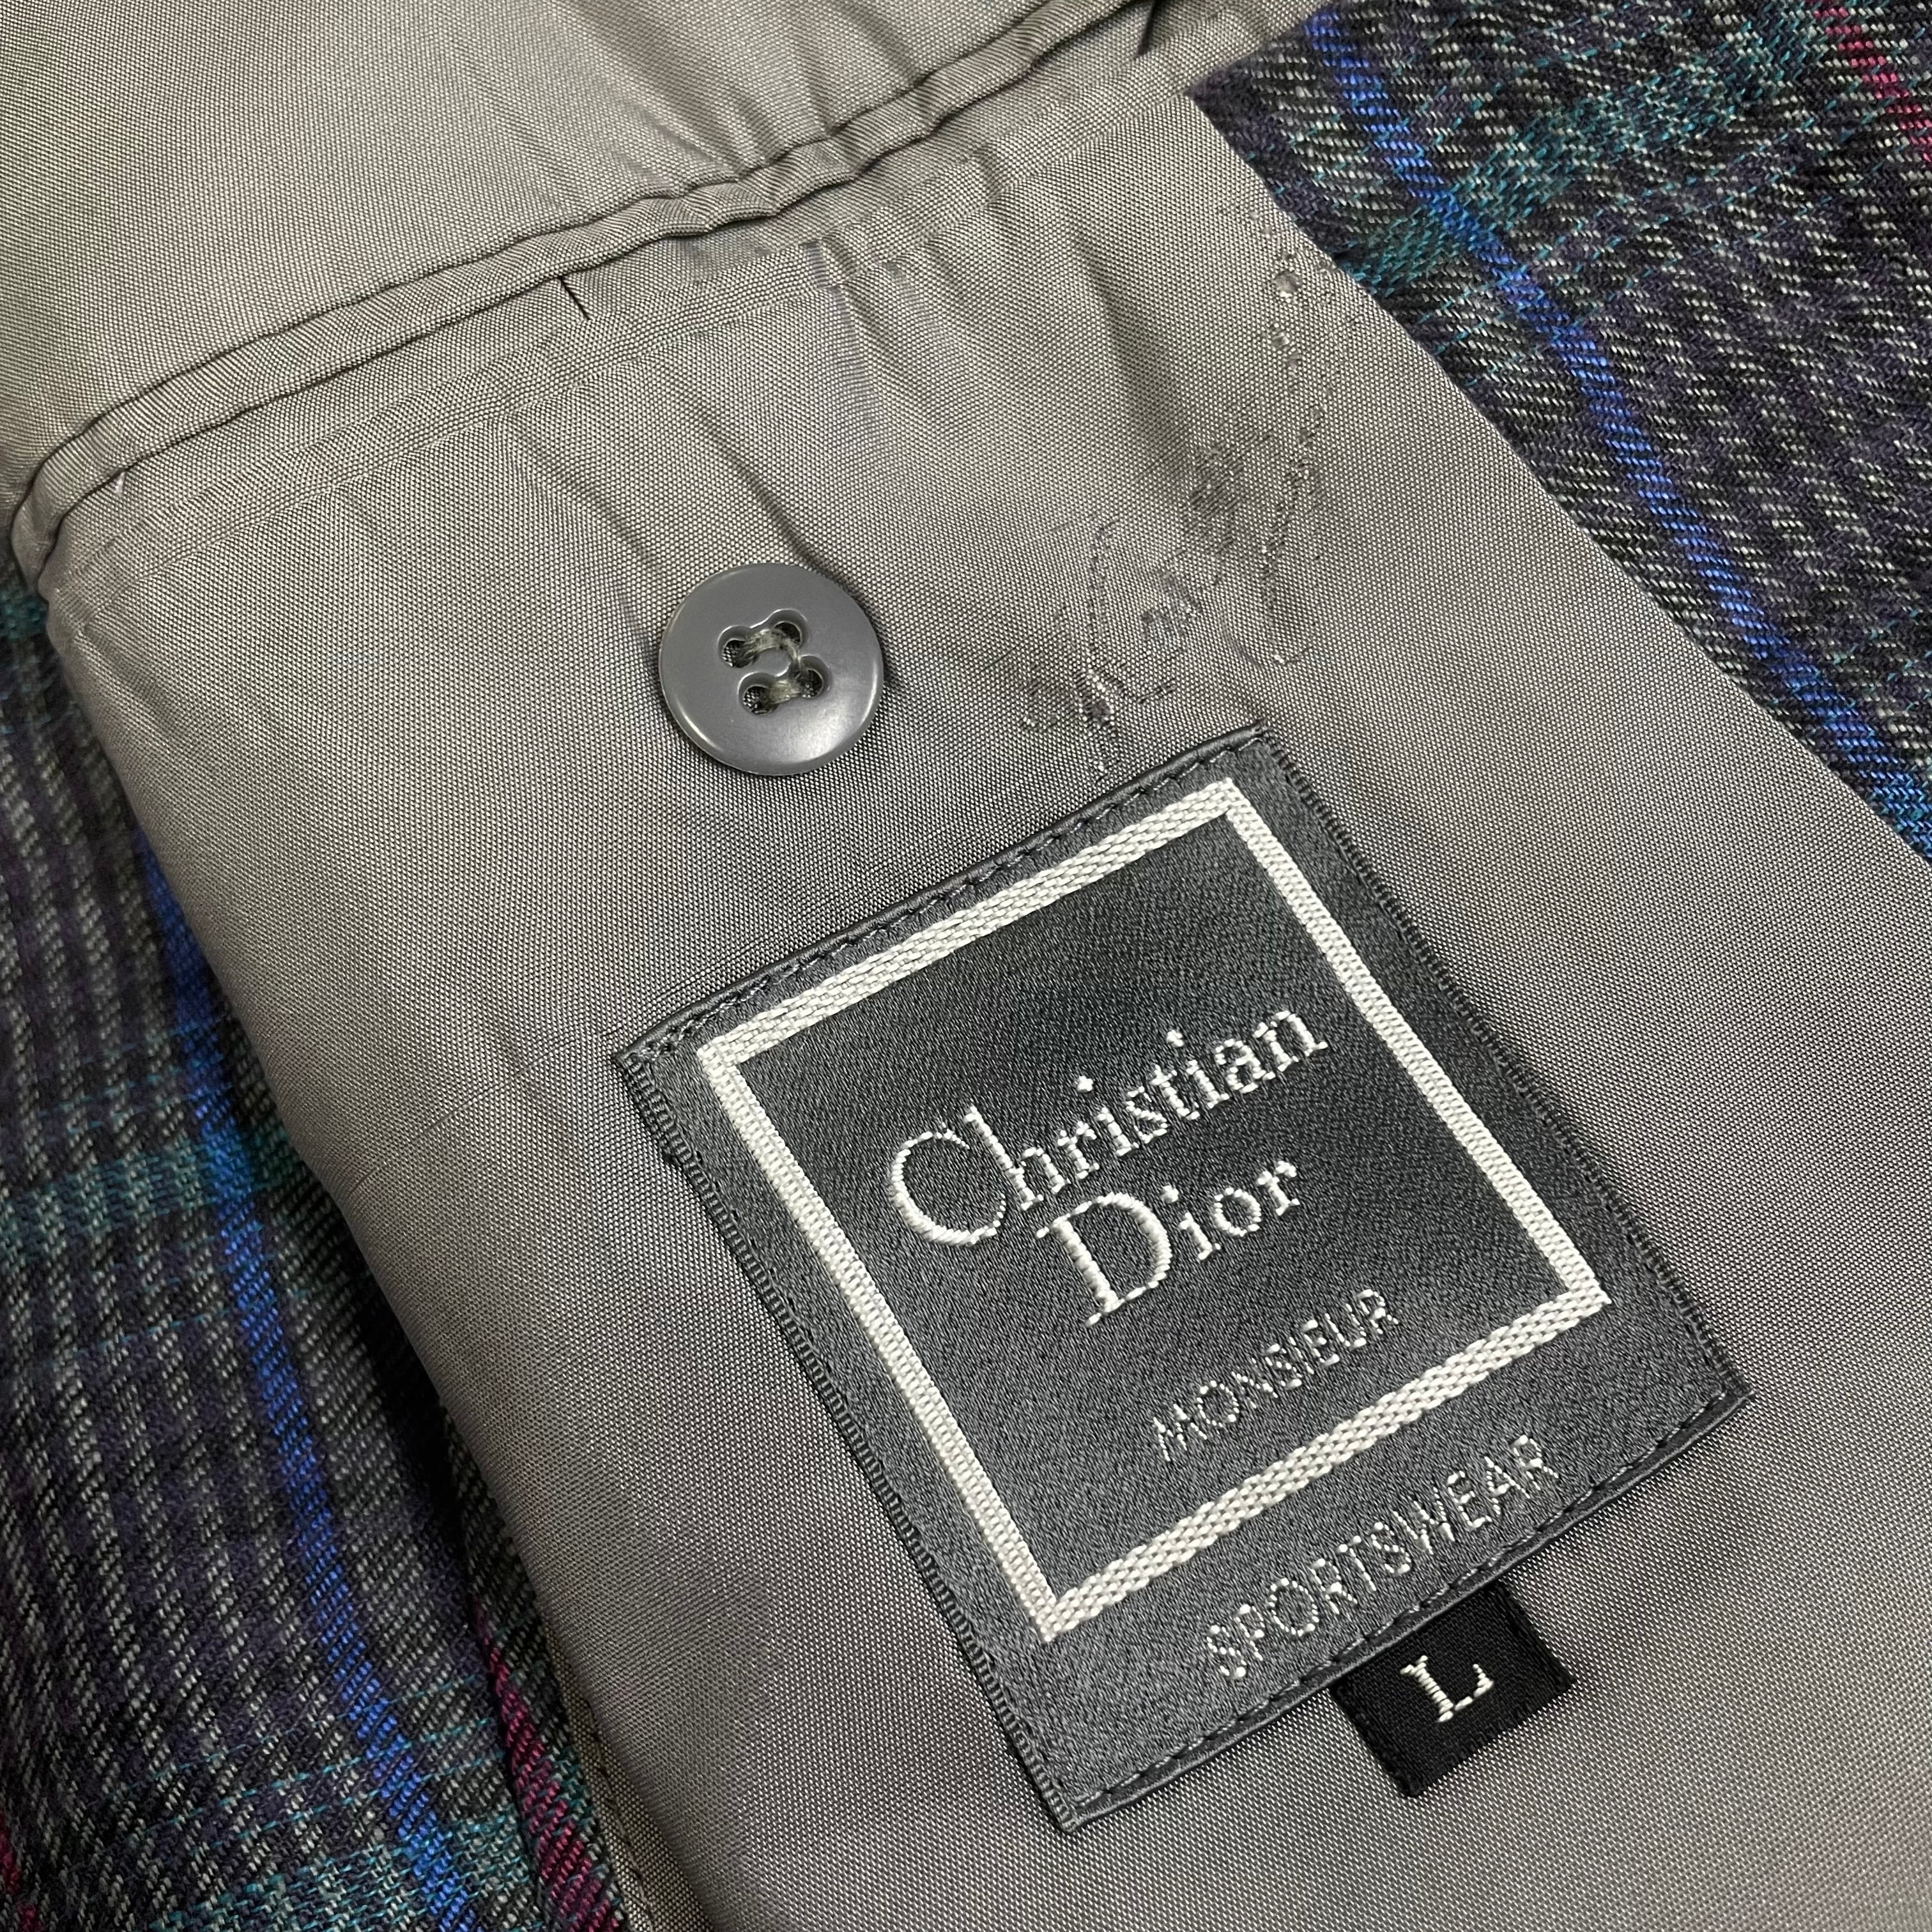 Christian
Dior
MONSIEUR
SPORTSWEAR
L